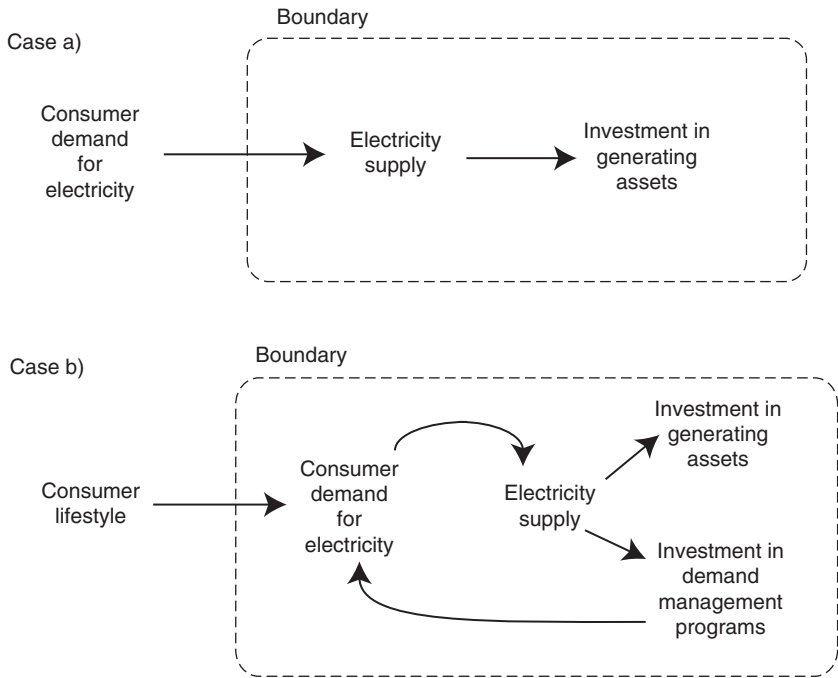 Boundary
Case a)
Consumer
demand
for
electricity
Electricity
supply
Investment in
generating
assets
Boundary
Case b)
Consumer
lifestyle
Consumer
demand
for
electricity
Electricity
supply
Investment in
generating
assets
Investment in
demand
management
programs